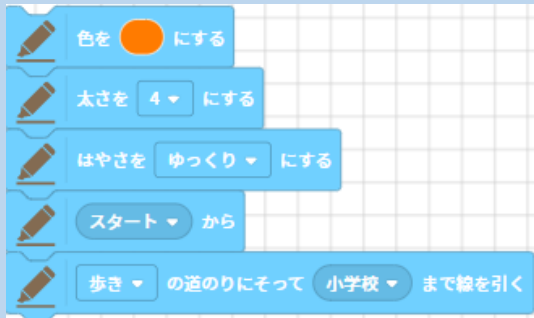 色を にする
太さを 4 にする
はやさを ゆっくり にする
スタート から
歩き の道のりにそって 小学校 まで線を引く